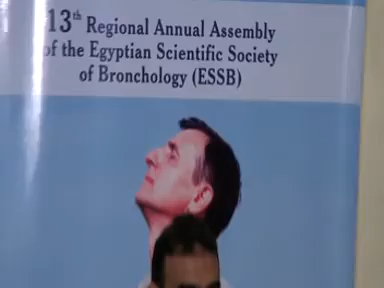 13th Regional Annual Assembly
of the Egyptian Scientific Society
of Bronchology (ESSB)